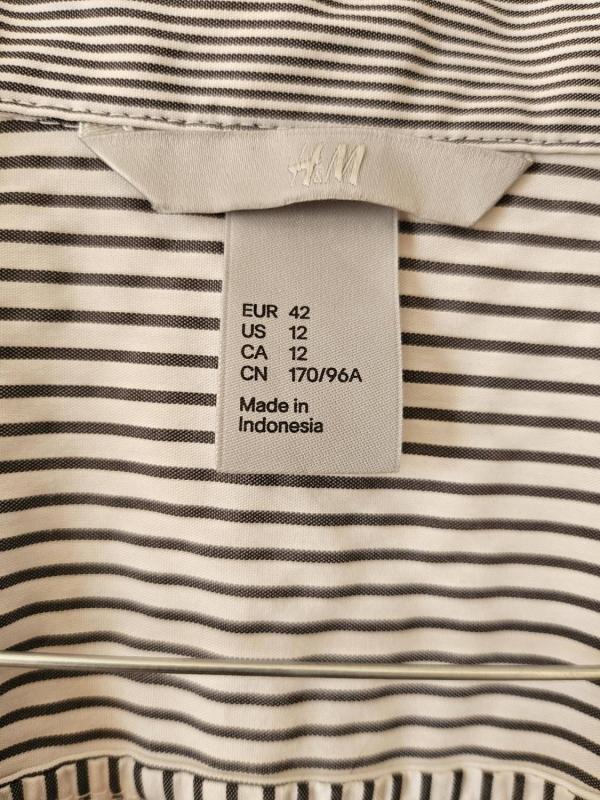 H&M
EUR 42
US 12
CA 12
CN 170/96A
Made in
Indonesia